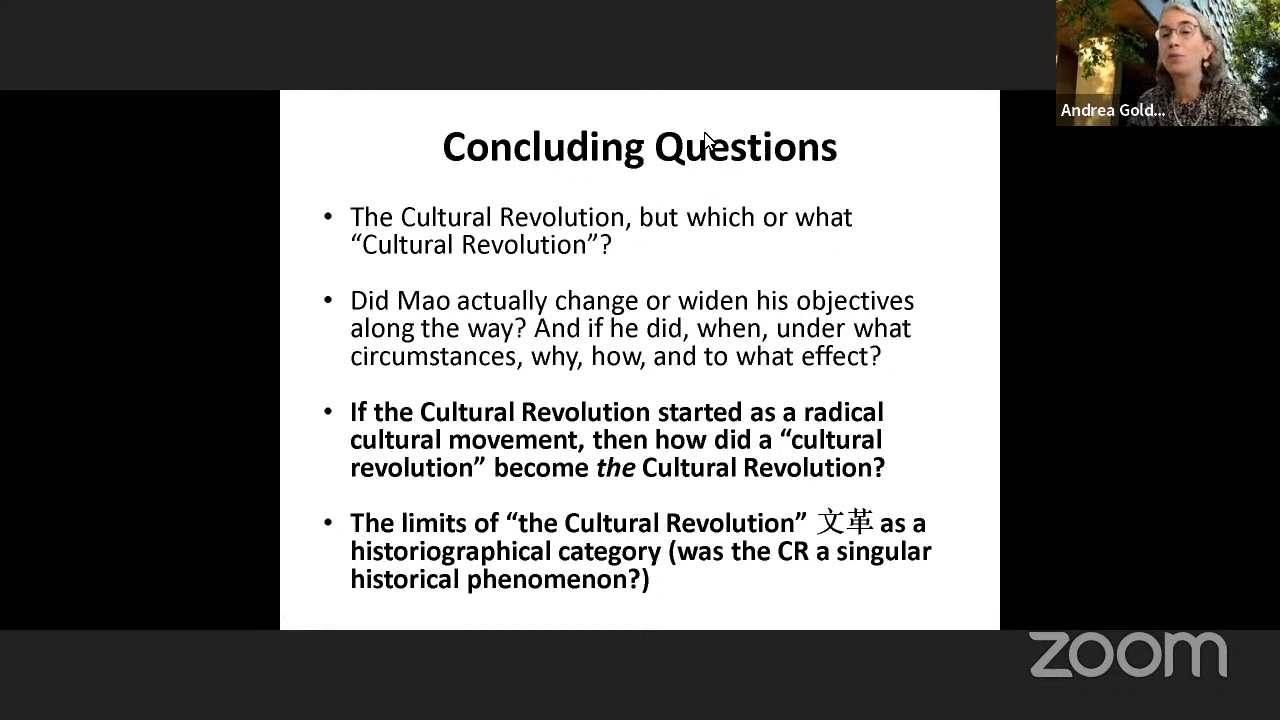 Andrea Gold...
Concluding Questions
• The Cultural Revolution, but which or what
“Cultural Revolution”?
• Did Mao actually change or widen his objectives
along the way? And if he did, when, under what
circumstances, why, how, and to what effect?
• If the Cultural Revolution started as a radical
cultural movement, then how did a “cultural
revolution” become the Cultural Revolution?
• The limits of “the Cultural Revolution” 文革 as a
historiographical category (was the CR a singular
historical phenomenon?)
zoom